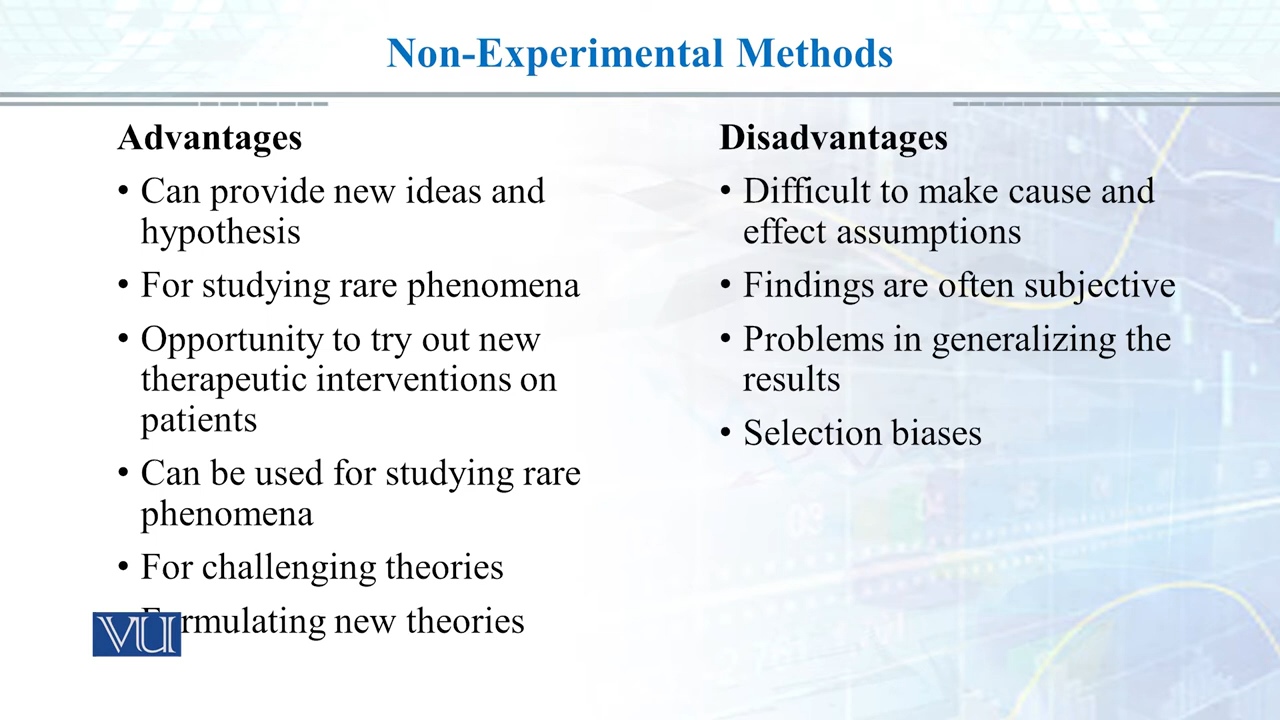 Non-Experimental Methods
Advantages
• Can provide new ideas and
hypothesis
• For studying rare phenomena
• Opportunity to try out new
therapeutic interventions on
patients
• Can be used for studying rare
phenomena
• For challenging theories
Formulating new theories
VU
Disadvantages
• Difficult to make cause and
effect assumptions
• Findings are often subjective
• Problems in generalizing the
results
• Selection biases